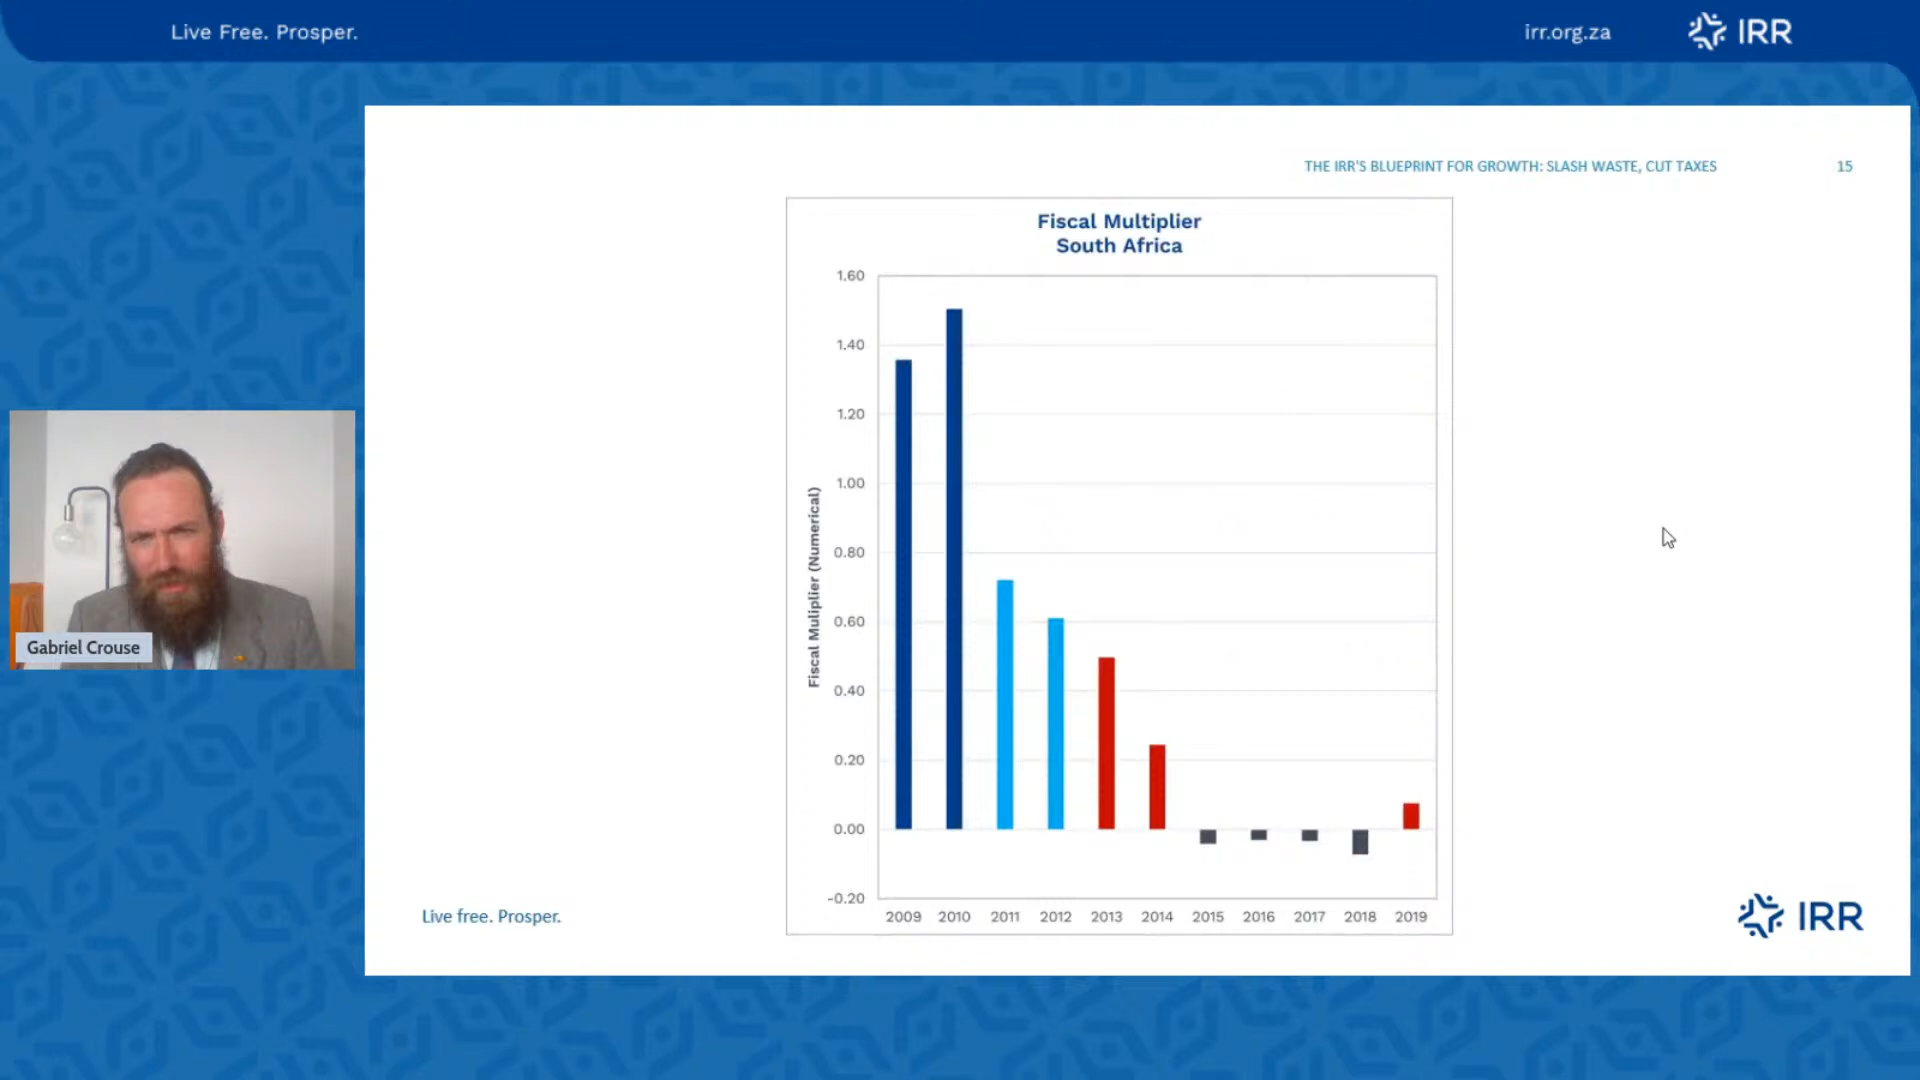 Live Free. Prosper.
irr.org.za
IRR
THE IRR'S BLUEPRINT FOR GROWTH: SLASH WASTE, CUT TAXES
15
Fiscal Multiplier
South Africa
1.60
1.40
1.20
1.00
0.80
0.60
0.40
0.20
0.00
-0.20
Fiscal Muliplier (Numerical)
2009 2010 2011 2012 2013 2014 2015 2016 2017 2018 2019
Gabriel Crouse
Live free. Prosper.
IRR